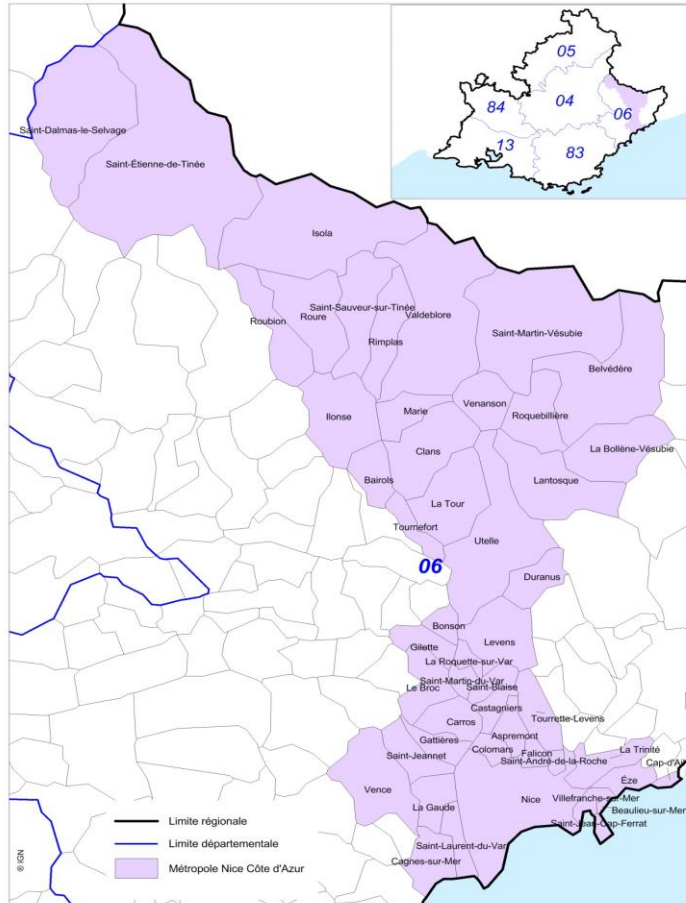 05
04
84
06
13
83
Saint-Dalmas-le-Selvage
Saint-Étienne-de-Tinée
Isola
Saint-Sauveur-sur-Tinée
Roubion
Roure
Valdeblore
Rimplas
Saint-Martin-Vésubie
Belvédère
Venanson
Ilonse
Marie
Roquebillière
Clans
La Bollène-Vésubie
Bairols
Lantosque
La Tour
Tournefort
Utelle
06
Duranus
Bonson
Gilette
Levens
La Roquette-sur-Var
Saint-Martin-du-Var
Le Broc
Saint-Blaise
Castagniers
Tourrette-Levens
Carros
Aspremont
Gattières
Colomars
Falicon
La Trinité
Saint-Jeannet
Saint-André-de-la-Roche
Cap-d'Ail
Éze
Vence
Nice
Villefranche-sur-Mer
La Gaude
Beaulieu-sur-Mer
Saint-Jean-Cap-Ferrat
Saint-Laurent-du-Var
Cagnes-sur-Mer
Limite régionale
Limite départementale
Métropole Nice Côte d'Azur
® IGN